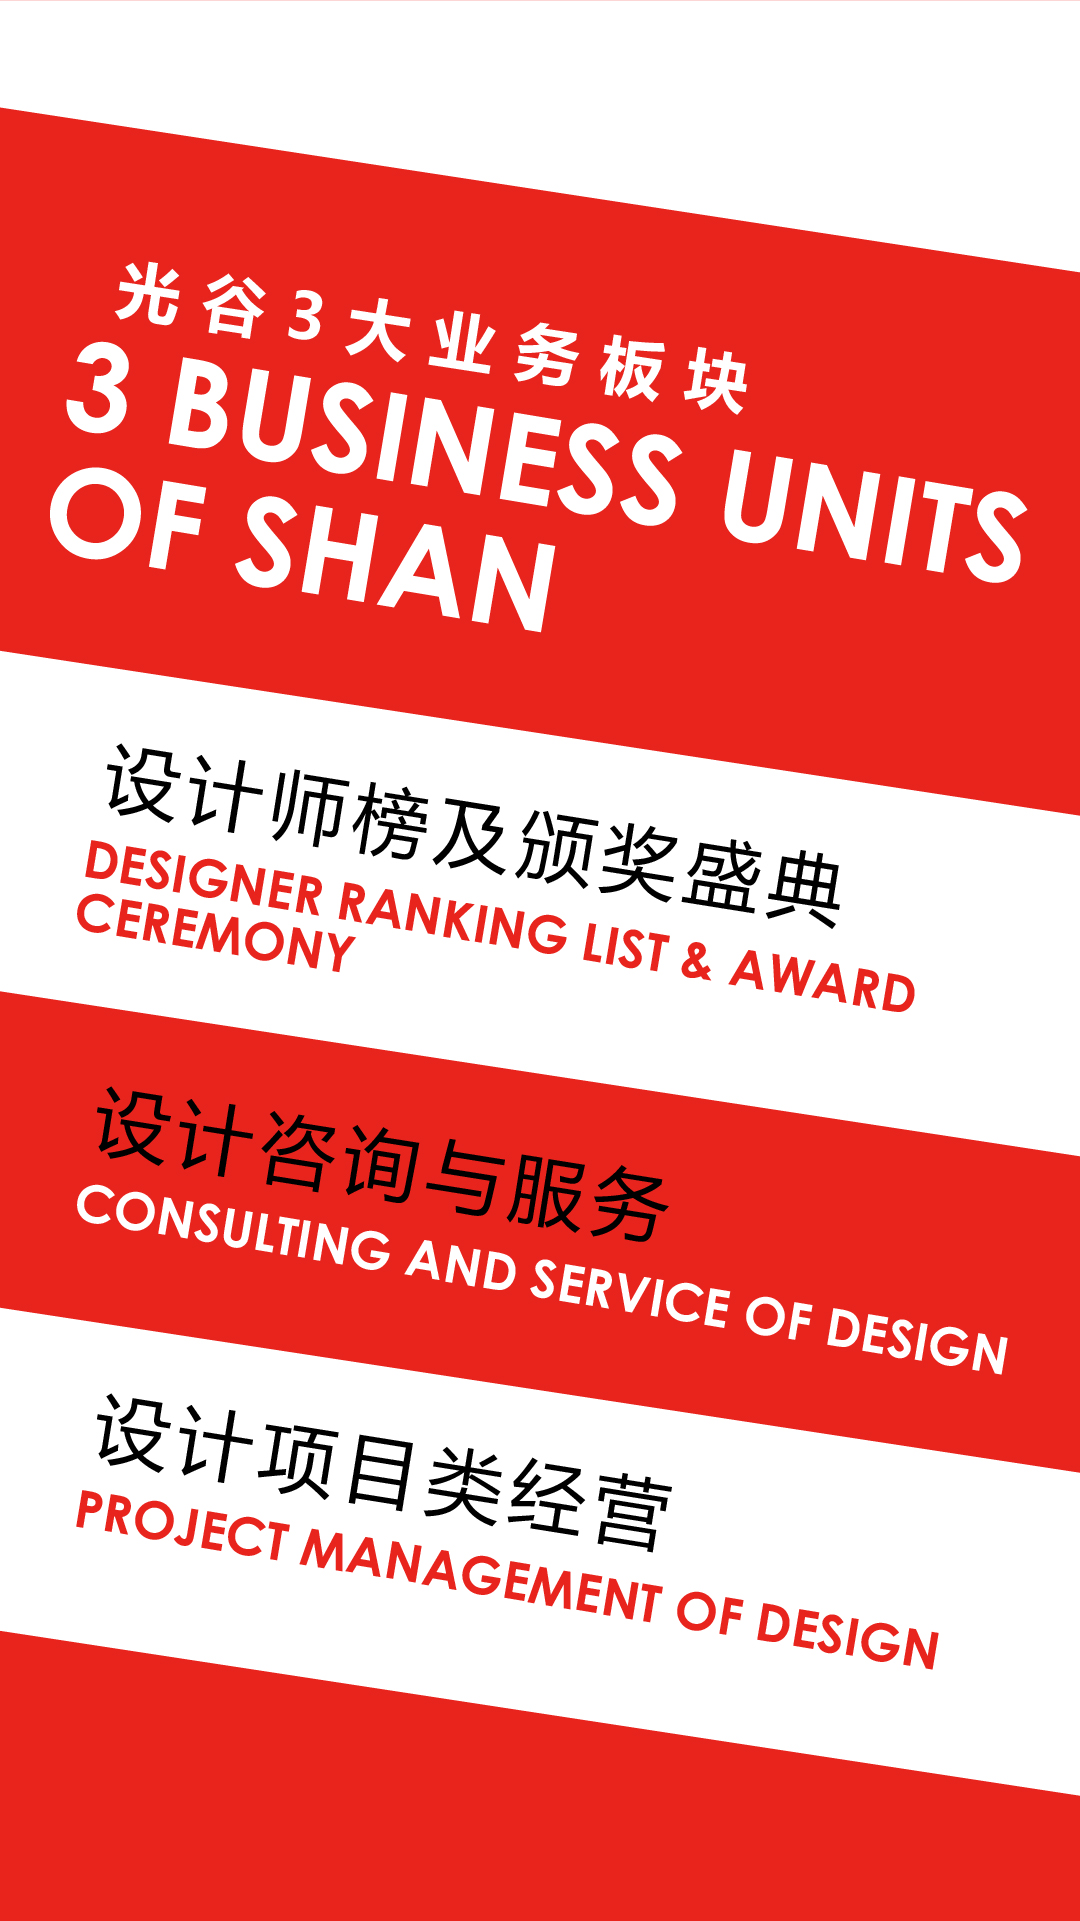 光谷3大业务板块
3 BUSINESS UNITS
OF SHAN
设计师榜及颁奖盛典
DESIGNER RANKING LIST & AWARD
CEREMONY
设计咨询与服务
CONSULTING AND SERVICE OF DESIGN
设计项目类经营
PROJECT MANAGEMENT OF DESIGN